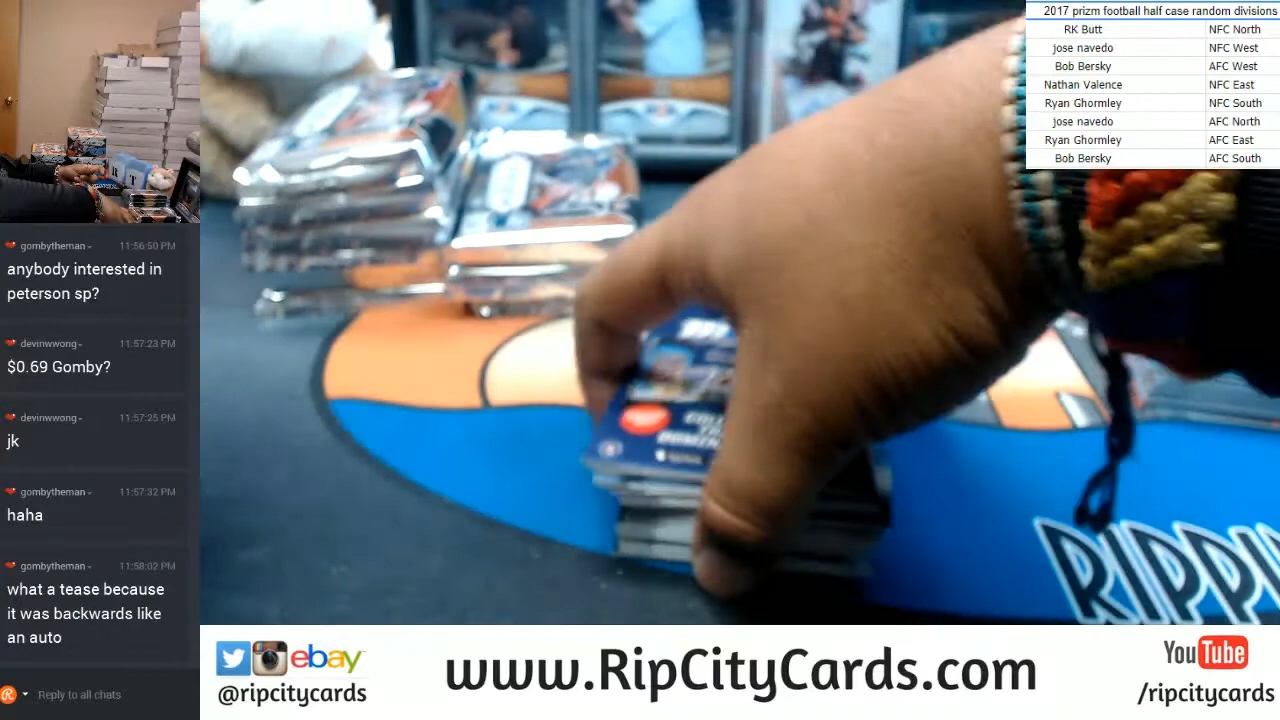 2017 prizm football half case random divisions
RK Butt NFC North
jose navedo NFC West
Bob Bersky AFC West
Nathan Valence NFC East
Ryan Ghormley NFC South
jose navedo AFC North
Ryan Ghormley AFC East
Bob Bersky AFC South
gombytheman 11:56:50 PM
anybody interested in
peterson sp?
devinwwong 11:57:23 PM
$0.69 Gomby?
devinwwong 11:57:25 PM
jk
gombytheman 11:57:32 PM
haha
gombytheman 11:58:02 PM
what a tease because
it was backwards like
an auto
Reply to all chats
RIPPI
ebay
@ripcitycards
www.RipCityCards.com
YouTube
/ripcitycards